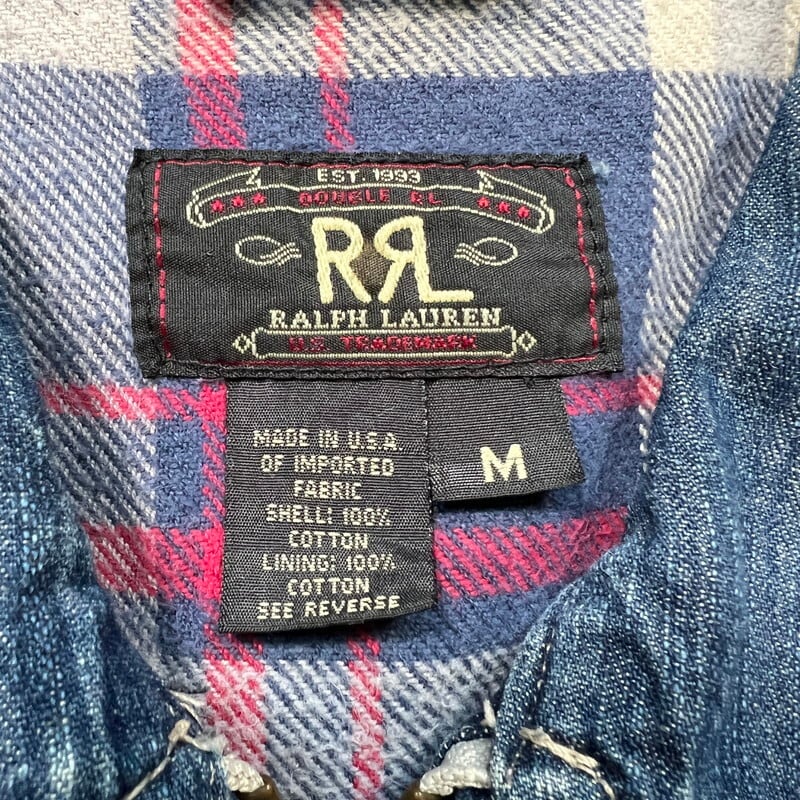 EST. 1993
DOUBLE RL
RRL
RALPH LAUREN
U.S. TRADEMARK
MADE IN U.S.A.
OF IMPORTED
FABRIC
SHELL: 100%
COTTON
LINING: 100%
COTTON
SEE REVERSE
M